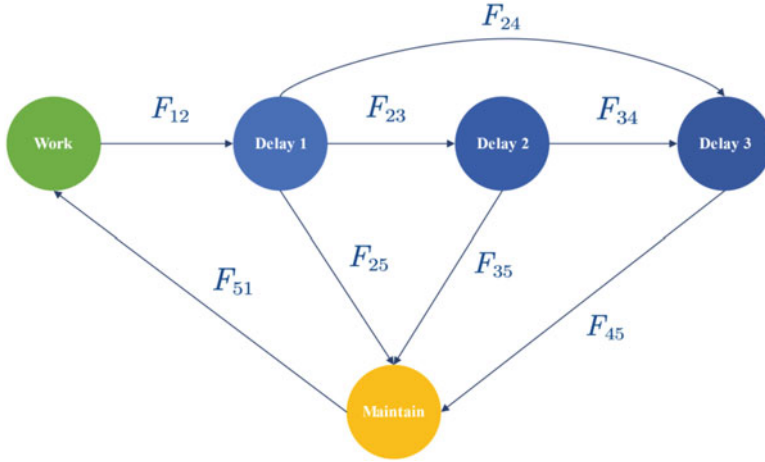 F24
F12
F23
F34
Work
Delay 1
Delay 2
Delay 3
F25
F35
F51
F45
Maintain